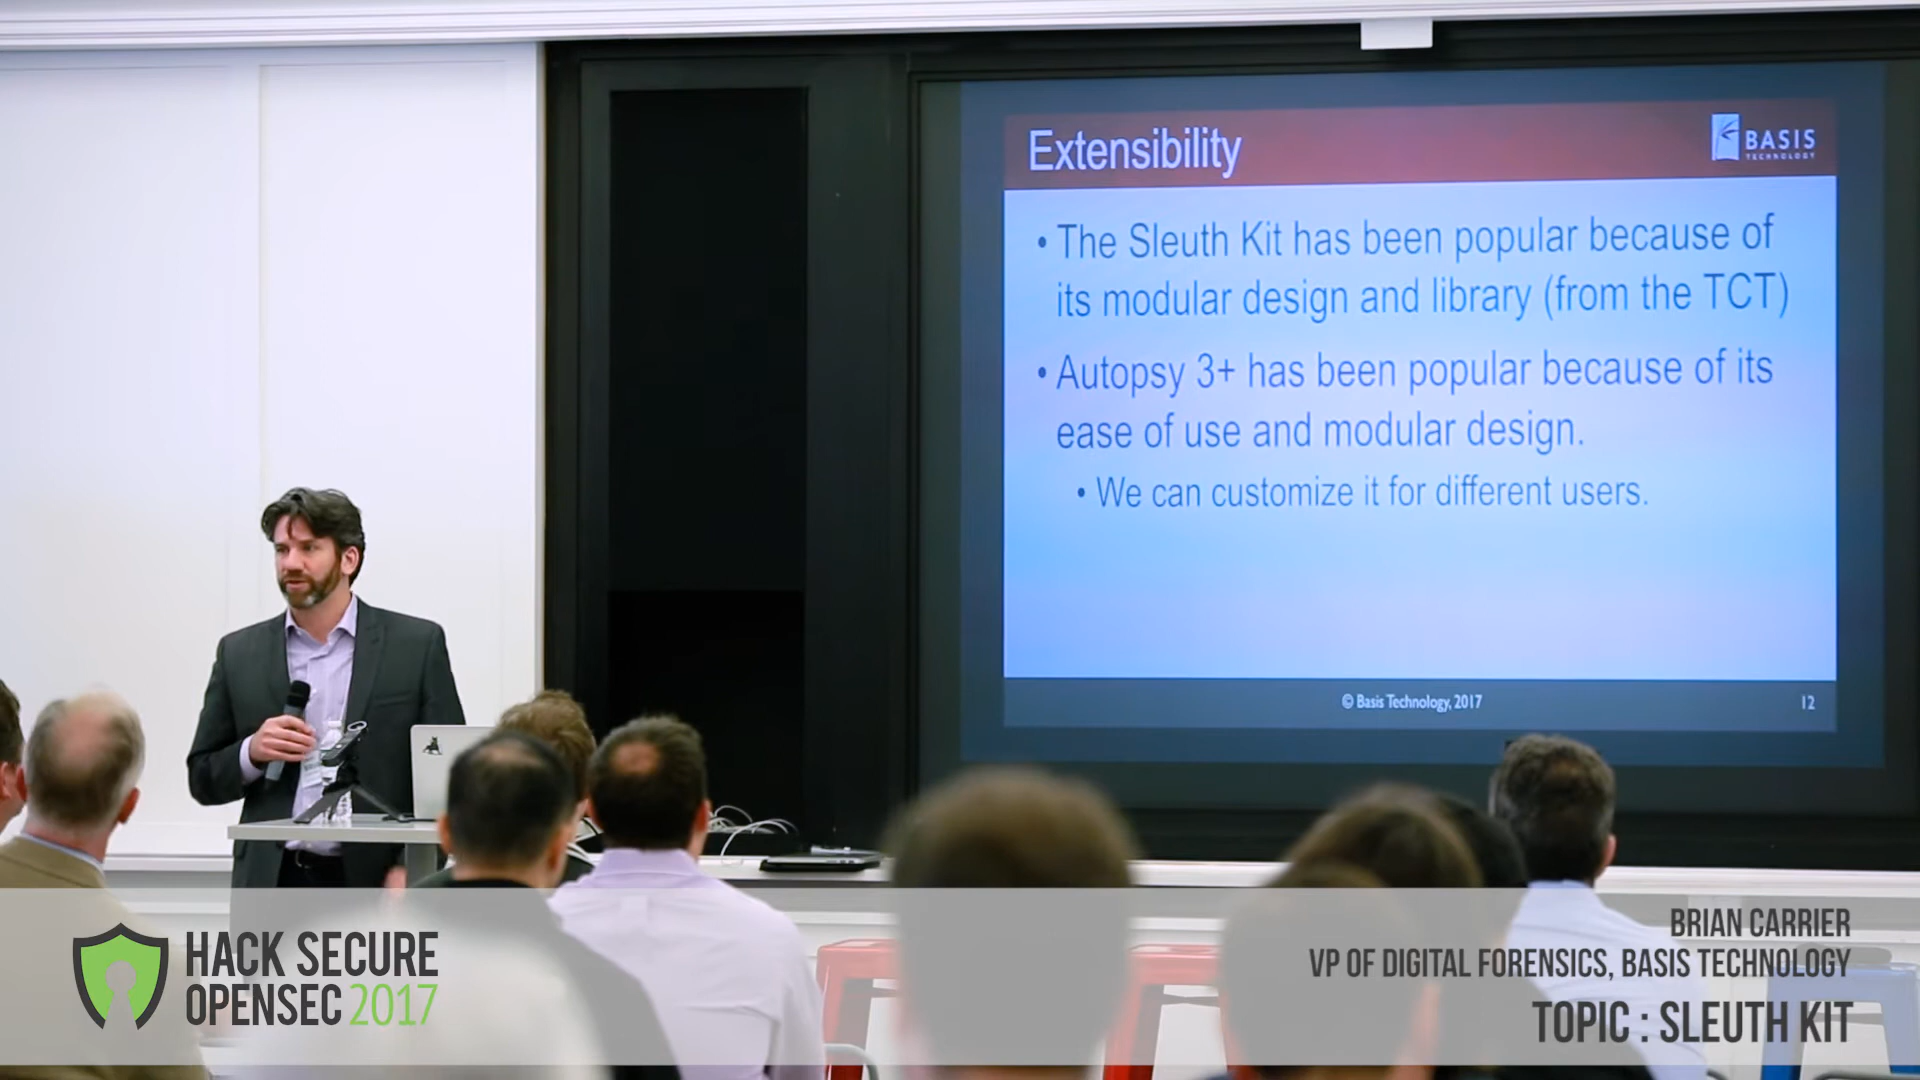 Extensibility
BASIS
TECHNOLOGY
• The Sleuth Kit has been popular because of
its modular design and library (from the TCT)
• Autopsy 3+ has been popular because of its
ease of use and modular design.
• We can customize it for different users.
© Basis Technology, 2017
12
HACK SECURE
OPENSEC 2017
BRIAN CARRIER
VP OF DIGITAL FORENSICS, BASIS TECHNOLOGY
TOPIC : SLEUTH KIT